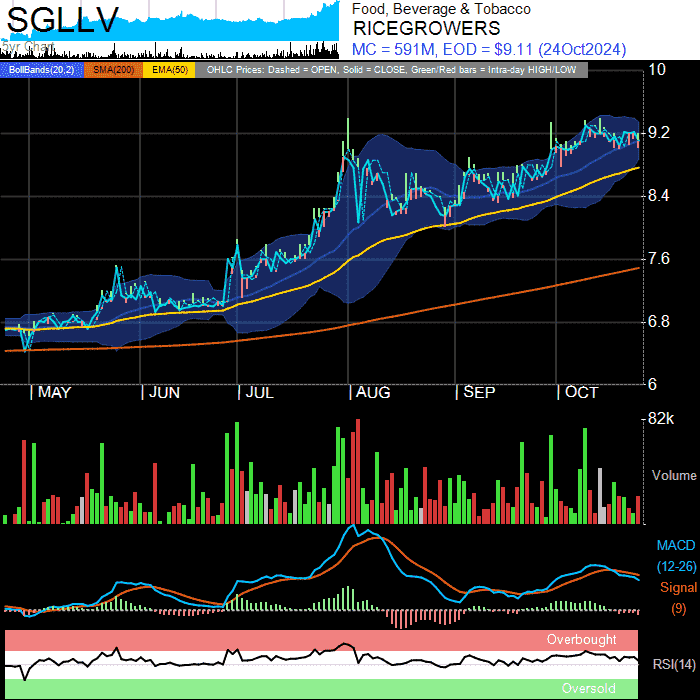 SGLLV
Food, Beverage & Tobacco
RICEGROWERS
5yr Chart
MC = 591M, EOD = $9.11 (24Oct2024)
BollBands(20,2) SMA(200) EMA(50) OHLC Prices: Dashed = OPEN, Solid = CLOSE, Green/Red bars = Intra-day HIGH/LOW
10
9.2
8.4
7.6
6.8
6
MAY JUN JUL AUG SEP OCT
82k
Volume
MACD
(12-26)
Signal
(9)
Overbought
RSI(14)
Oversold